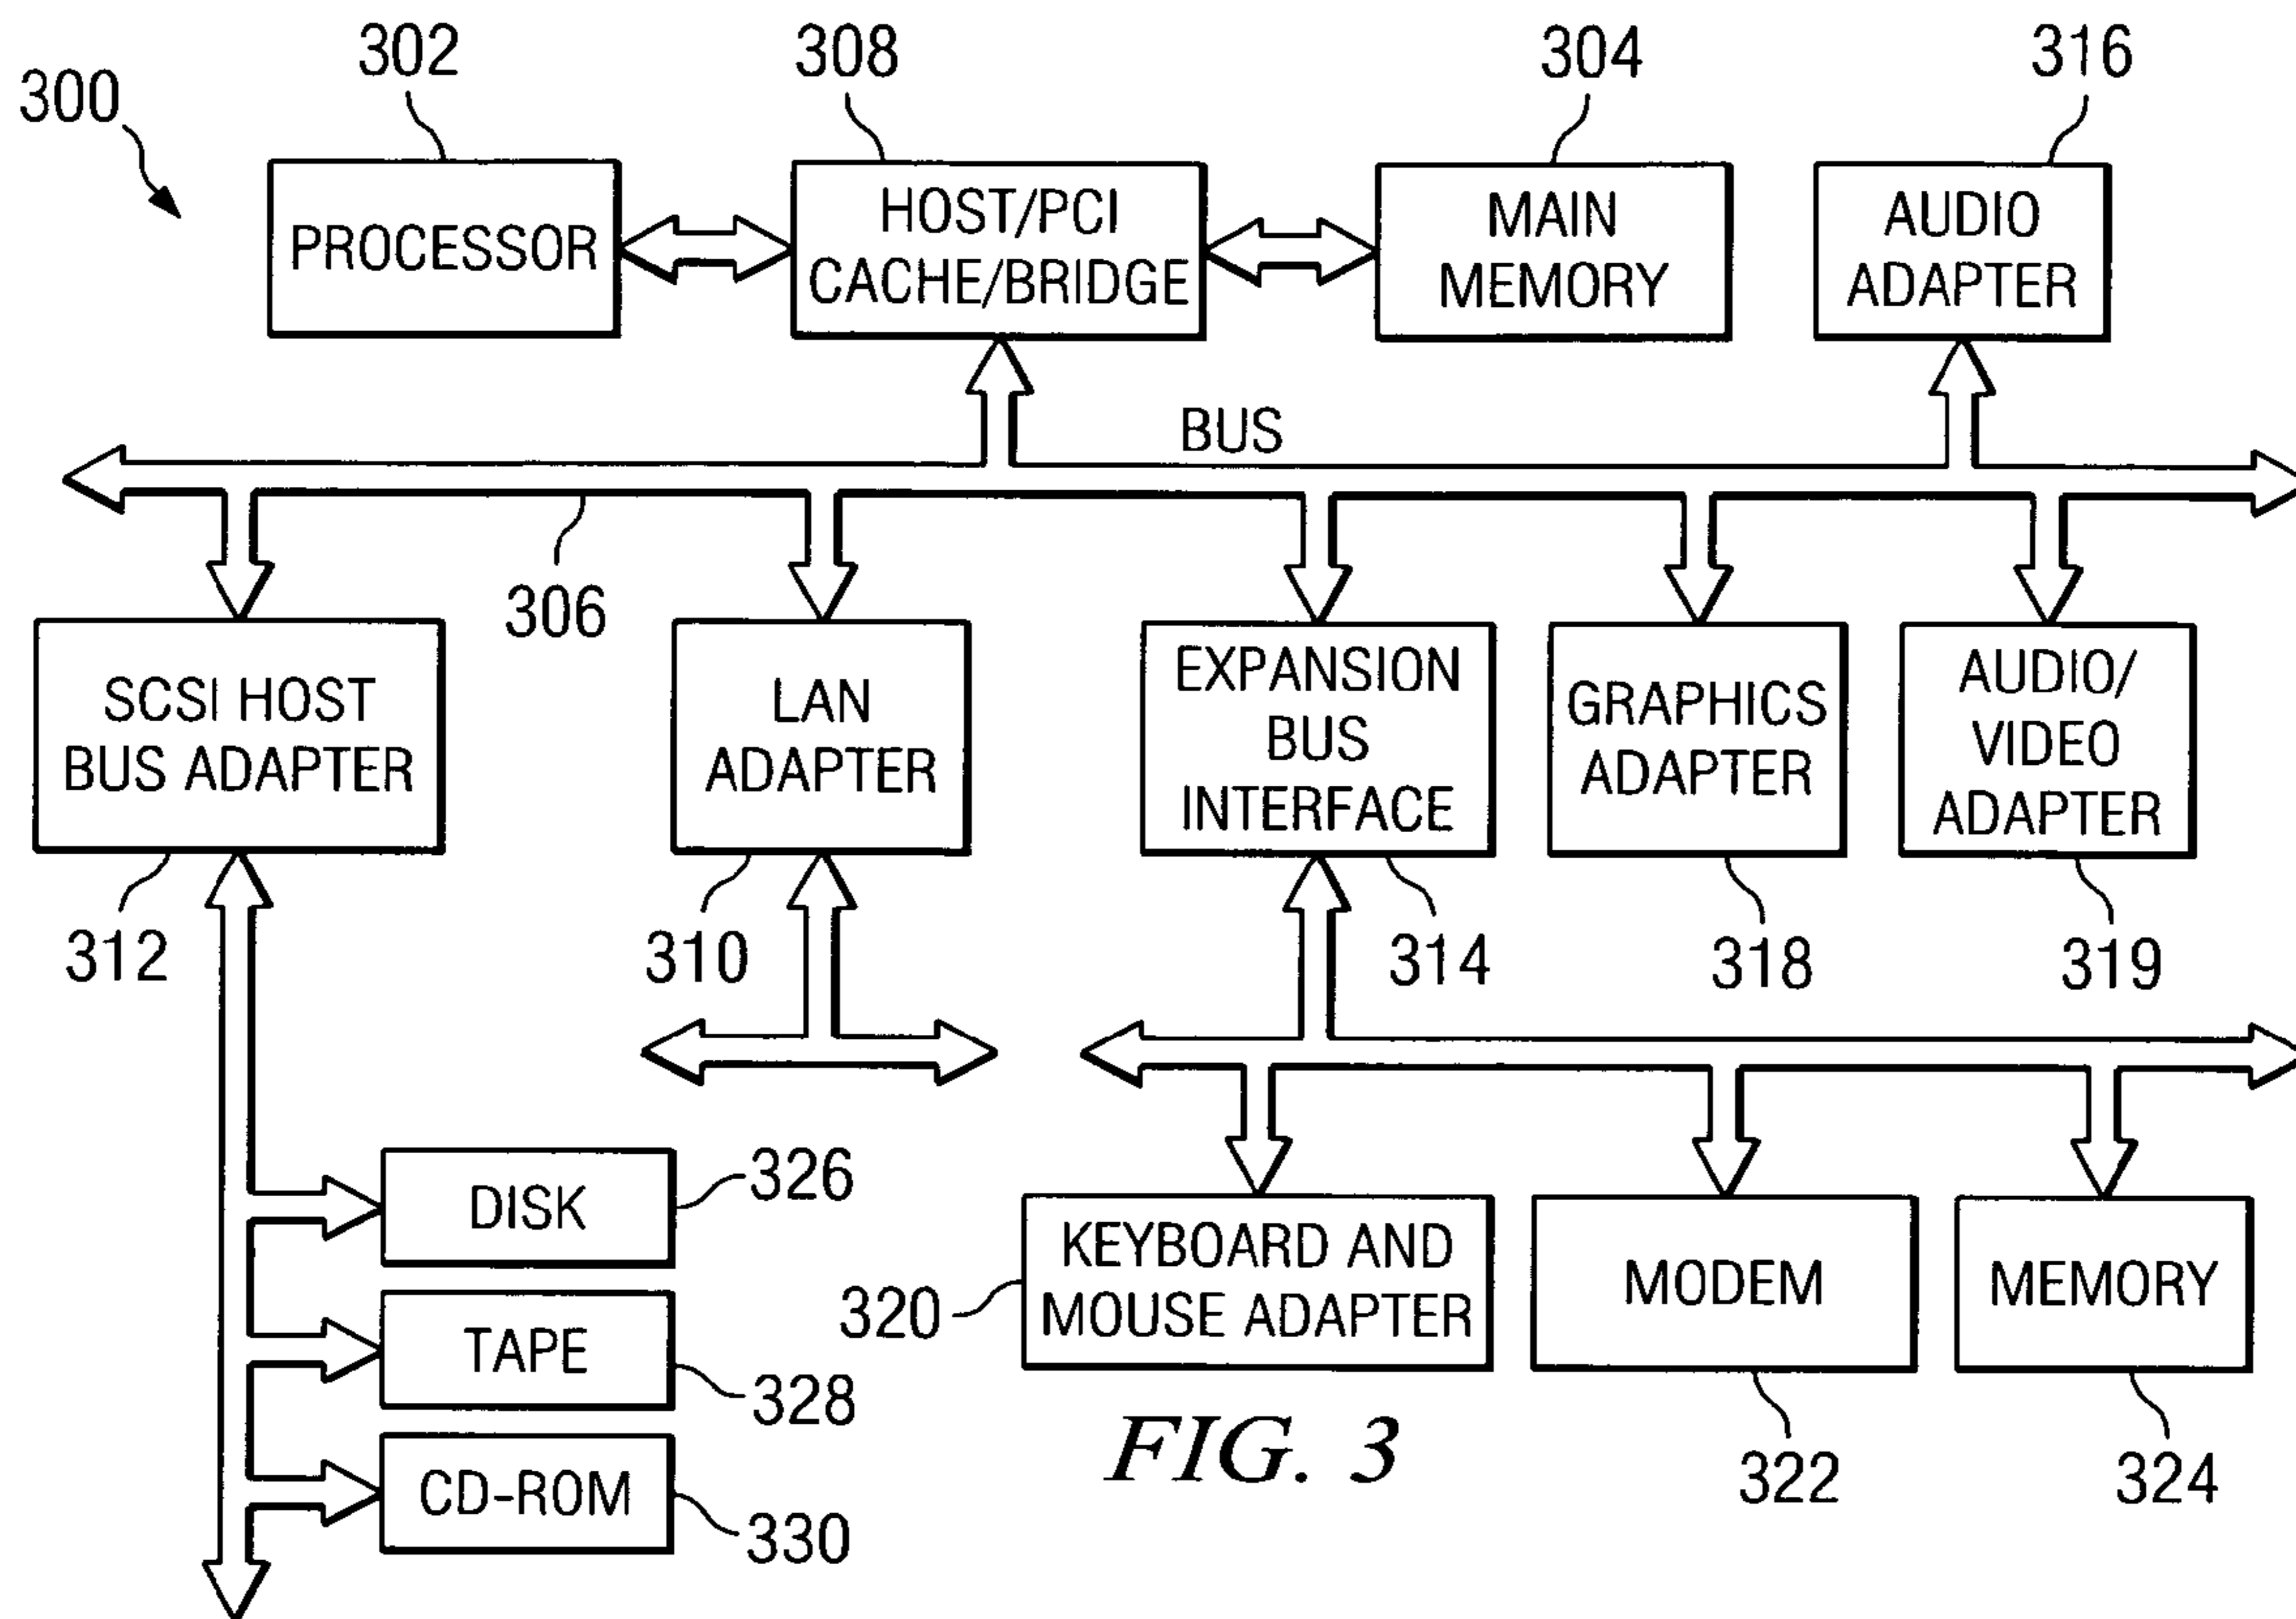 300
302
308
304
316
PROCESSOR
HOST/PCI
CACHE/BRIDGE
MAIN
MEMORY
AUDIO
ADAPTER
BUS
306
SCSI HOST
BUS ADAPTER
LAN
ADAPTER
EXPANSION
BUS
INTERFACE
GRAPHICS
ADAPTER
AUDIO/
VIDEO
ADAPTER
312
310
314
318
319
DISK
326
TAPE
328
CD-ROM
330
320
KEYBOARD AND
MOUSE ADAPTER
MODEM
MEMORY
322
324
FIG. 3